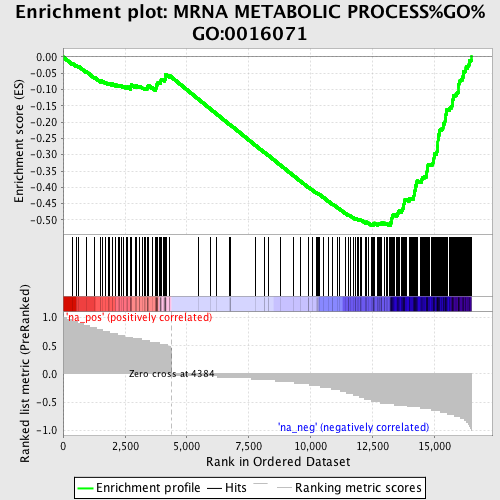 Enrichment plot: MRNA METABOLIC PROCESS%GO%
GO:0016071
Enrichment score (ES)
0.00
-0.05
-0.10
-0.15
-0.20
-0.25
-0.30
-0.35
-0.40
-0.45
-0.50
Ranked list metric (PreRanked)
1.0
0.5
0.0
-0.5
-1.0
'na_pos' (positively correlated)
Zero cross at 4384
'na_neg' (negatively correlated)
0
2,500
5,000
7,500
10,000
12,500
15,000
Rank in Ordered Dataset
Enrichment profile
Hits
Ranking metric scores